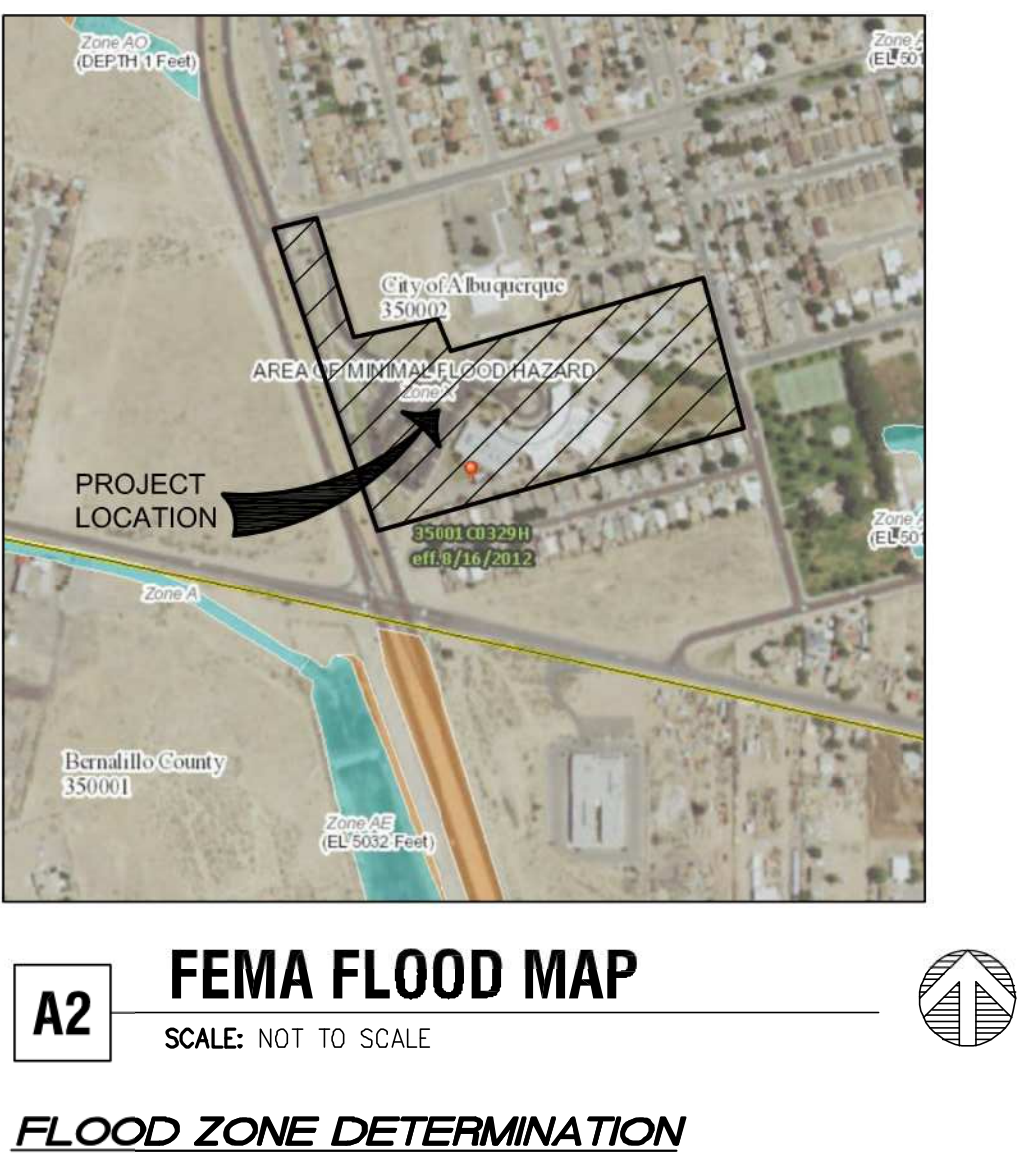 Zone AO
(DEPTH 1 Feet)
Zone
(EL 501
City of Albuquerque
350002
AREA OF MINIMAL FLOOD HAZARD
Zone X
PROJECT
LOCATION
35001C0329H
eff. 8/16/2012
Zone
(EL 501
Zone A
Bernalillo County
350001
Zone AE
(EL 5032 Feet)
A2
FEMA FLOOD MAP
SCALE: NOT TO SCALE
FLOOD ZONE DETERMINATION